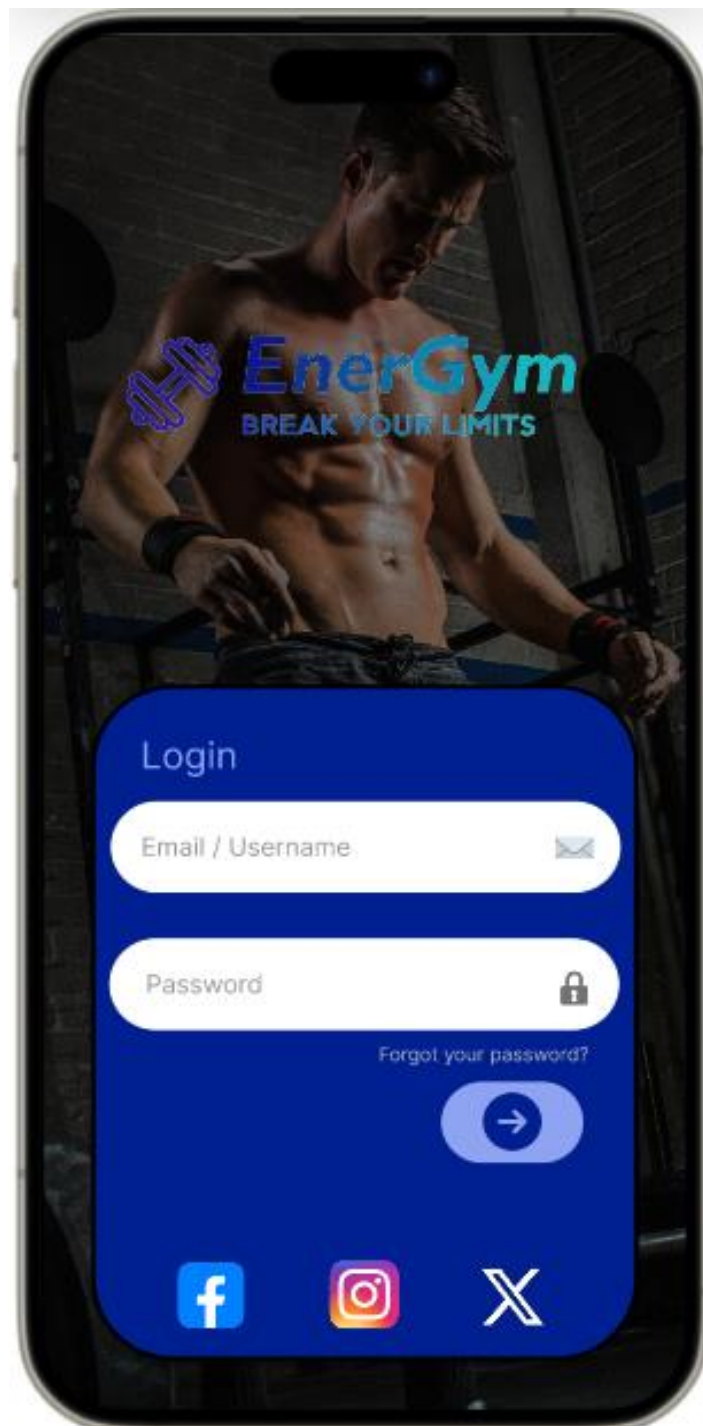 EnerGym
BREAK YOUR LIMITS
Login
Email / Username
Password
Forgot your password?